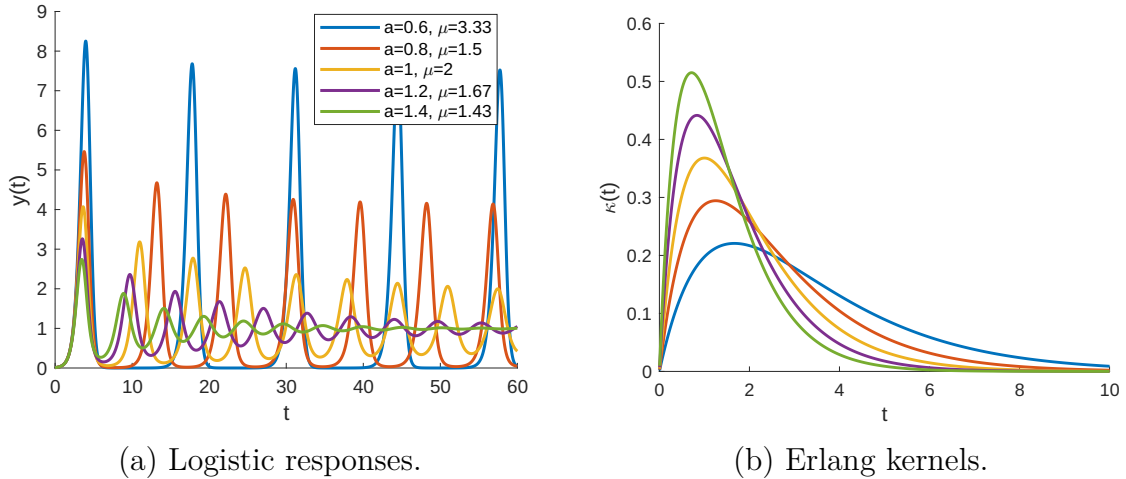 9
8
7
6
5
4
3
2
1
0
y(t)
0 10 20 30 40 50 60
t
a=0.6, μ=3.33
a=0.8, μ=1.5
a=1, μ=2
a=1.2, μ=1.67
a=1.4, μ=1.43
(a) Logistic responses.
0.6
0.5
0.4
0.3
0.2
0.1
0
κ(t)
0 2 4 6 8 10
t
(b) Erlang kernels.